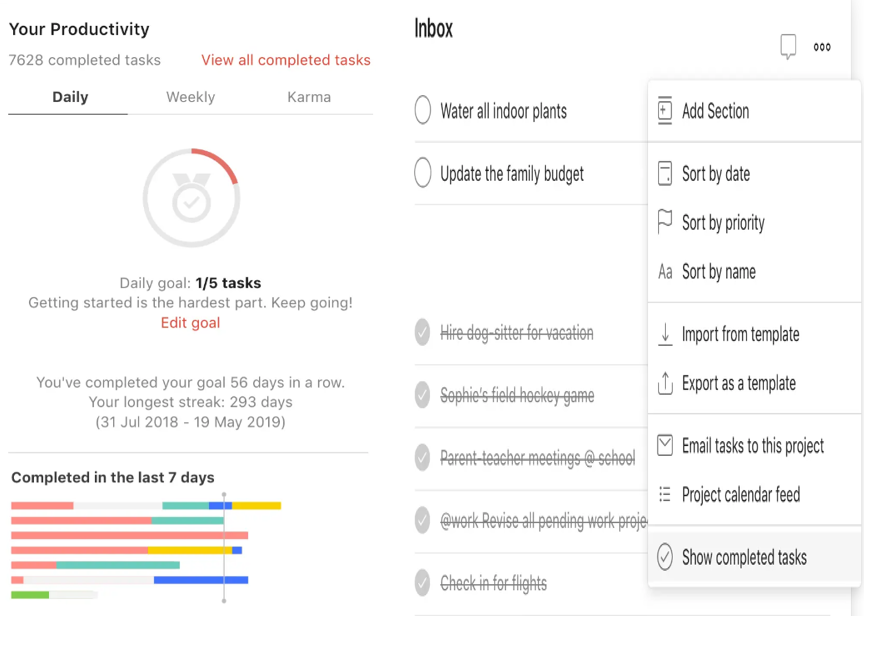 Your Productivity
7628 completed tasks View all completed tasks
Daily Weekly Karma
Daily goal: 1/5 tasks
Getting started is the hardest part. Keep going!
Edit goal
You've completed your goal 56 days in a row.
Your longest streak: 293 days
(31 Jul 2018 - 19 May 2019)
Completed in the last 7 days
Inbox
Water all indoor plants
Update the family budget
Hire dog-sitter for vacation
Sophie's field hockey game
Parent-teacher meetings @ school
@work Revise all pending work proje
Check in for flights
Add Section
Sort by date
Sort by priority
Aa Sort by name
Import from template
Export as a template
Email tasks to this project
Project calendar feed
Show completed tasks